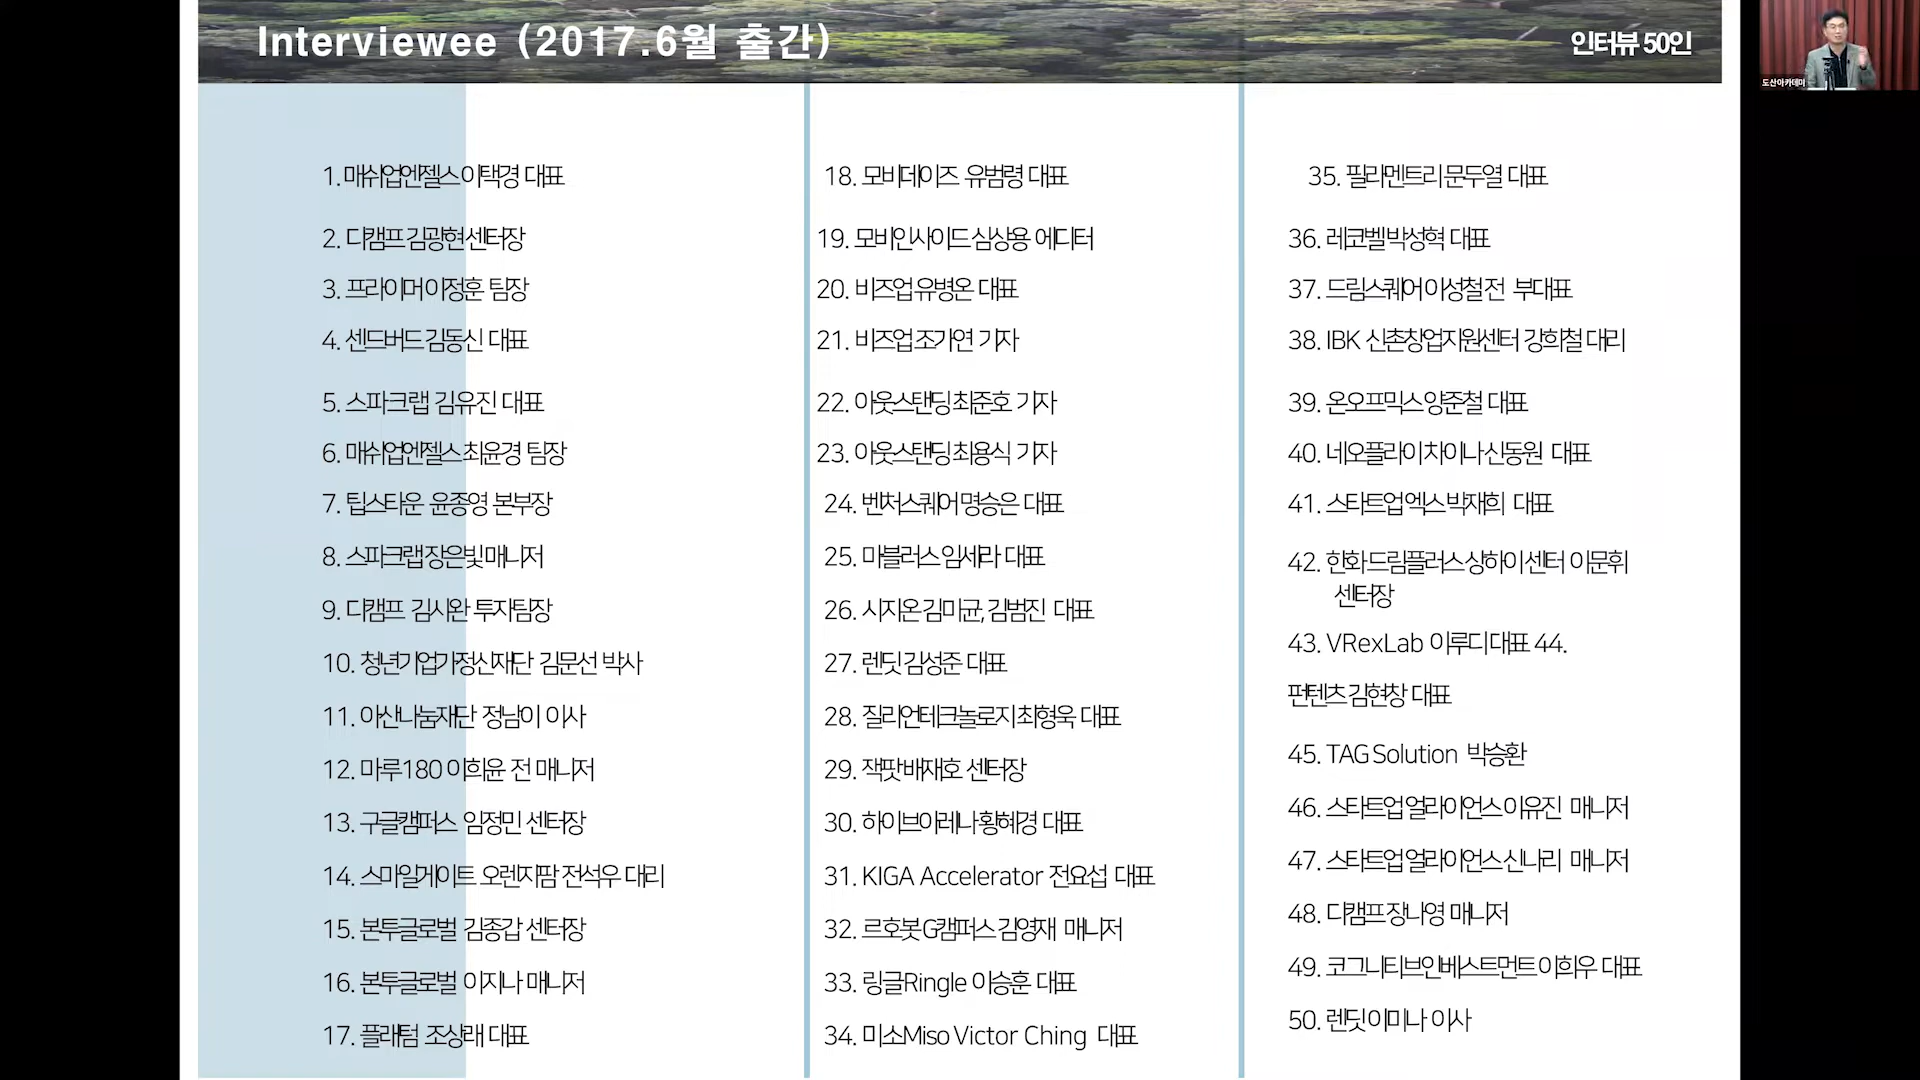 Interviewee (2017.6월 출간)
인터뷰 50인
도산아카데미
1. 매쉬업엔젤스 이택경 대표
2. 디캠프 김광현 센터장
3. 프라이머 이정훈 팀장
4. 센드버드 김동신 대표
5. 스파크랩 김유진 대표
6. 매쉬업엔젤스 최윤경 팀장
7. 팁스타운 윤종영 본부장
8. 스파크랩 장은빛 매니저
9. 디캠프 김시완 투자팀장
10. 청년기업가정신재단 김문선 박사
11. 아산나눔재단 정남이 이사
12. 마루180 이희윤 전 매니저
13. 구글캠퍼스 임정민 센터장
14. 스마일게이트 오렌지팜 전석우 대리
15. 본투글로벌 김종갑 센터장
16. 본투글로벌 이지나 매니저
17. 플래텀 조상래 대표
18. 모비데이즈 유범령 대표
19. 모비인사이드 심상용 에디터
20. 비즈업 유병온 대표
21. 비즈업 조가연 기자
22. 아웃스탠딩 최준호 기자
23. 아웃스탠딩 최용식 기자
24. 벤처스퀘어 명승은 대표
25. 마블러스 임세라 대표
26. 시지온 김미균, 김범진 대표
27. 렌딧 김성준 대표
28. 질리언테크놀로지 최형욱 대표
29. 잭팟 배재호 센터장
30. 하이브아레나 황혜경 대표
31. KIGA Accelerator 전요섭 대표
32. 르호봇 G캠퍼스 김영재 매니저
33. 링글Ringle 이승훈 대표
34. 미소Miso Victor Ching 대표
35. 필라멘트리 문두열 대표
36. 레코벨 박성혁 대표
37. 드림스퀘어 이성철 전 부대표
38. IBK 신촌창업지원센터 강희철 대리
39. 온오프믹스 양준철 대표
40. 네오플라이 차이나 신동원 대표
41. 스타트업 엑스 박재희 대표
42. 한화 드림플러스 상하이 센터 이문휘
센터장
43. VRexLab 이루디 대표 44.
펀텐츠 김현창 대표
45. TAG Solution 박승환
46. 스타트업 얼라이언스 이유진 매니저
47. 스타트업 얼라이언스 신나리 매니저
48. 디캠프 장나영 매니저
49. 코그니티브인베스트먼트 이희우 대표
50. 렌딧 이미나 이사